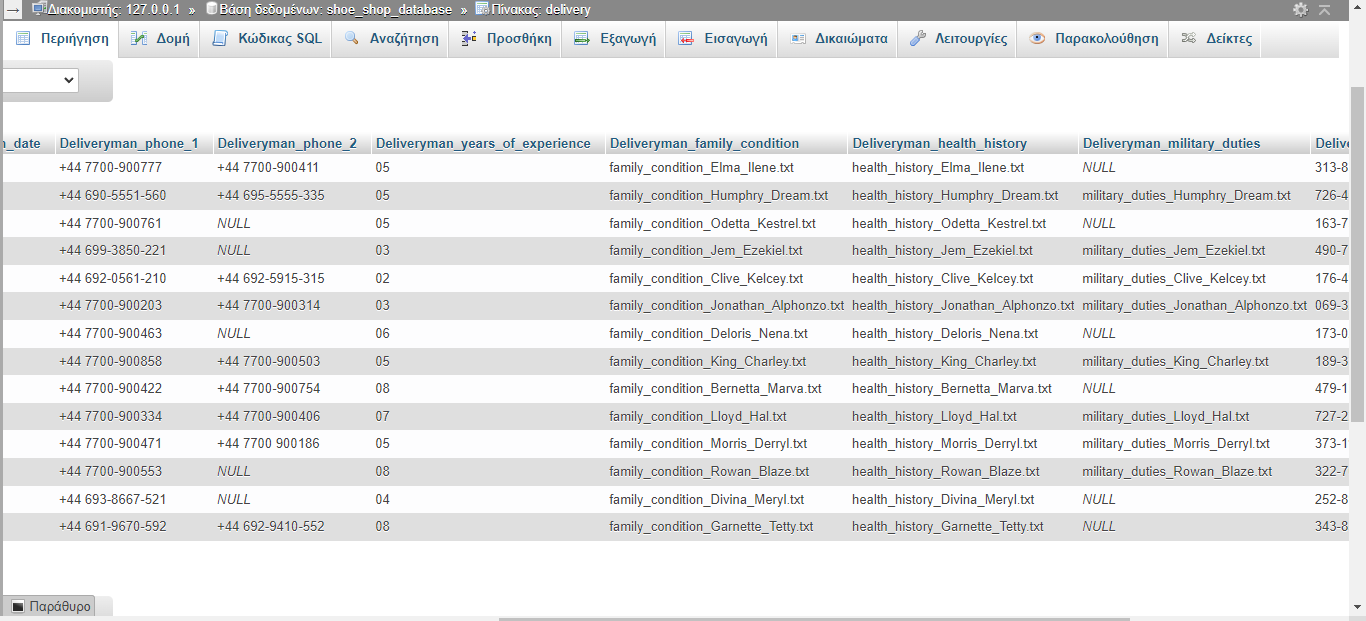 Διακομιστής: 127.0.0.1 » Βάση δεδομένων: shoe_shop_database » Πίνακας: delivery
Περιήγηση Δομή Κώδικας SQL Αναζήτηση Προσθήκη Εξαγωγή Εισαγωγή Δικαιώματα Λειτουργίες Παρακολούθηση Δείκτες
_date Deliveryman_phone_1 Deliveryman_phone_2 Deliveryman_years_of_experience Deliveryman_family_condition Deliveryman_health_history Deliveryman_military_duties Delive
+44 7700-900777 +44 7700-900411 05 family_condition_Elma_Ilene.txt health_history_Elma_Ilene.txt NULL 313-8
+44 690-5551-560 +44 695-5555-335 05 family_condition_Humphry_Dream.txt health_history_Humphry_Dream.txt military_duties_Humphry_Dream.txt 726-4
+44 7700-900761 NULL 05 family_condition_Odetta_Kestrel.txt health_history_Odetta_Kestrel.txt NULL 163-7
+44 699-3850-221 NULL 03 family_condition_Jem_Ezekiel.txt health_history_Jem_Ezekiel.txt military_duties_Jem_Ezekiel.txt 490-7
+44 692-0561-210 +44 692-5915-315 02 family_condition_Clive_Kelcey.txt health_history_Clive_Kelcey.txt military_duties_Clive_Kelcey.txt 176-4
+44 7700-900203 +44 7700-900314 03 family_condition_Jonathan_Alphonzo.txt health_history_Jonathan_Alphonzo.txt military_duties_Jonathan_Alphonzo.txt 069-3
+44 7700-900463 NULL 06 family_condition_Deloris_Nena.txt health_history_Deloris_Nena.txt NULL 173-0
+44 7700-900858 +44 7700-900503 05 family_condition_King_Charley.txt health_history_King_Charley.txt military_duties_King_Charley.txt 189-3
+44 7700-900422 +44 7700-900754 08 family_condition_Bernetta_Marva.txt health_history_Bernetta_Marva.txt NULL 479-1
+44 7700-900334 +44 7700-900406 07 family_condition_Lloyd_Hal.txt health_history_Lloyd_Hal.txt military_duties_Lloyd_Hal.txt 727-2
+44 7700-900471 +44 7700 900186 05 family_condition_Morris_Derryl.txt health_history_Morris_Derryl.txt military_duties_Morris_Derryl.txt 373-1
+44 7700-900553 NULL 08 family_condition_Rowan_Blaze.txt health_history_Rowan_Blaze.txt military_duties_Rowan_Blaze.txt 322-7
+44 693-8667-521 NULL 04 family_condition_Divina_Meryl.txt health_history_Divina_Meryl.txt NULL 252-8
+44 691-9670-592 +44 692-9410-552 08 family_condition_Garnette_Tetty.txt health_history_Garnette_Tetty.txt NULL 343-8
Παράθυρο